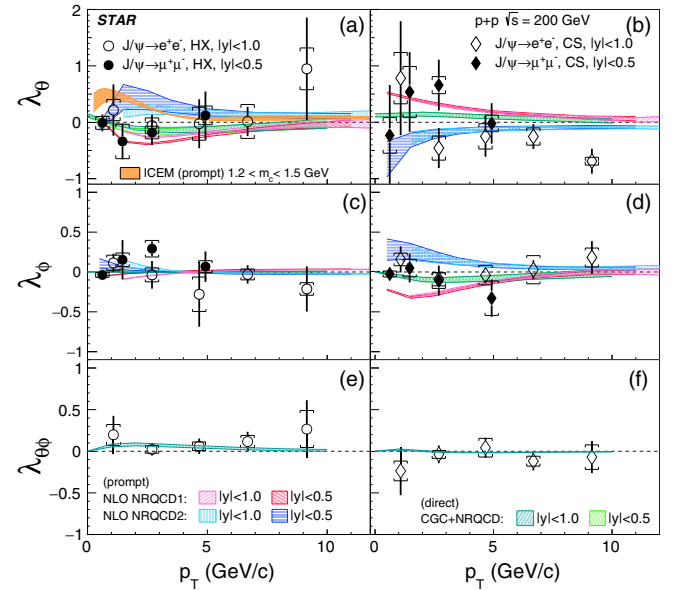 STAR
(a)
J/ψ→e⁺e⁻, HX, |y|<1.0
J/ψ→μ⁺μ⁻, HX, |y|<0.5
ICEM (prompt) 1.2 < m_c < 1.5 GeV
λ_θ
1
0
−1
p+p √s = 200 GeV
(b)
J/ψ→e⁺e⁻, CS, |y|<1.0
J/ψ→μ⁺μ⁻, CS, |y|<0.5
(c)
λ_ϕ
0.5
0
−0.5
−1
(d)
(e)
λ_θϕ
0.5
0
−0.5
−1
(prompt)
NLO NRQCD1: |y|<1.0 |y|<0.5
NLO NRQCD2: |y|<1.0 |y|<0.5
(f)
(direct)
CGC+NRQCD: |y|<1.0 |y|<0.5
0 5 10
5 10
p_T (GeV/c)
p_T (GeV/c)